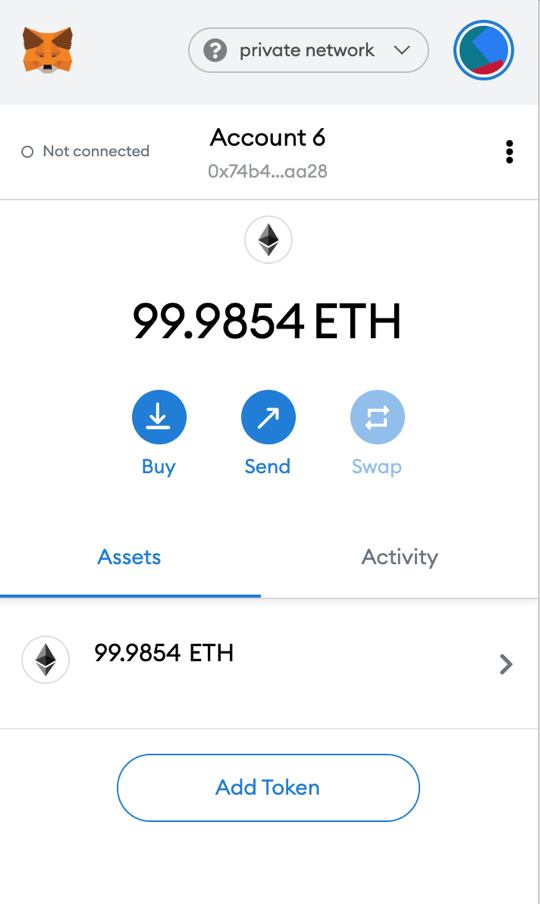 ? private network
Not connected
Account 6
0x74b4...aa28
99.9854 ETH
Buy Send Swap
Assets Activity
99.9854 ETH
Add Token